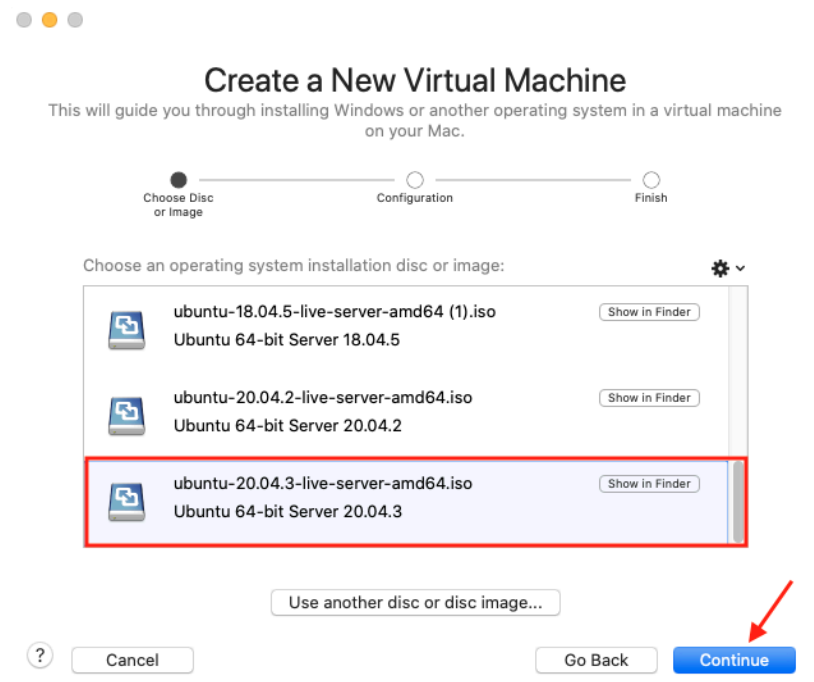 Create a New Virtual Machine
This will guide you through installing Windows or another operating system in a virtual machine
on your Mac.
Choose Disc
or Image
Configuration
Finish
Choose an operating system installation disc or image:
ubuntu-18.04.5-live-server-amd64 (1).iso
Show in Finder
Ubuntu 64-bit Server 18.04.5
ubuntu-20.04.2-live-server-amd64.iso
Show in Finder
Ubuntu 64-bit Server 20.04.2
ubuntu-20.04.3-live-server-amd64.iso
Show in Finder
Ubuntu 64-bit Server 20.04.3
Use another disc or disc image...
?
Cancel
Go Back
Continue